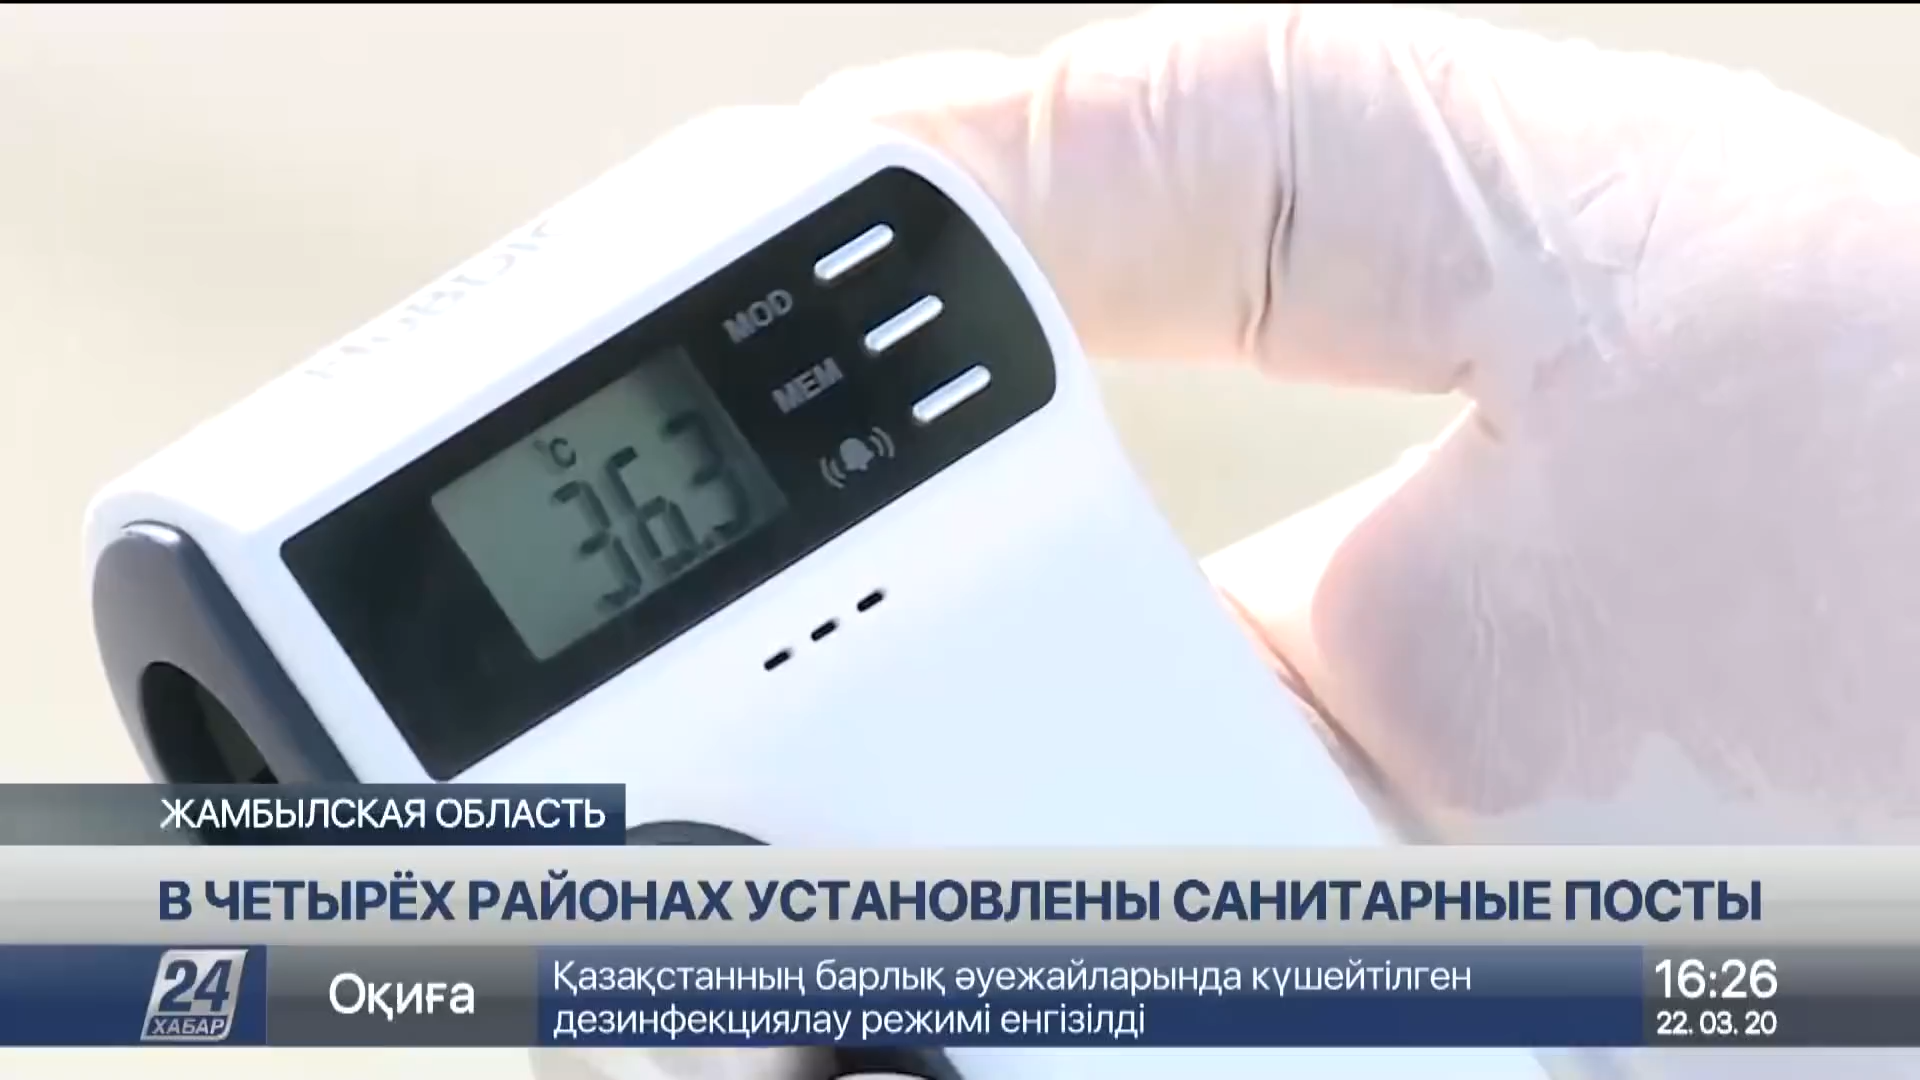 MOD
MEM
°C
36.3
ЖАМБЫЛСКАЯ ОБЛАСТЬ
В ЧЕТЫРЁХ РАЙОНАХ УСТАНОВЛЕНЫ САНИТАРНЫЕ ПОСТЫ
24
ХАБАР
Оқиға
Қазақстанның барлық әуежайларында күшейтілген
дезинфекциялау режимі енгізілді
16:26
22. 03. 20